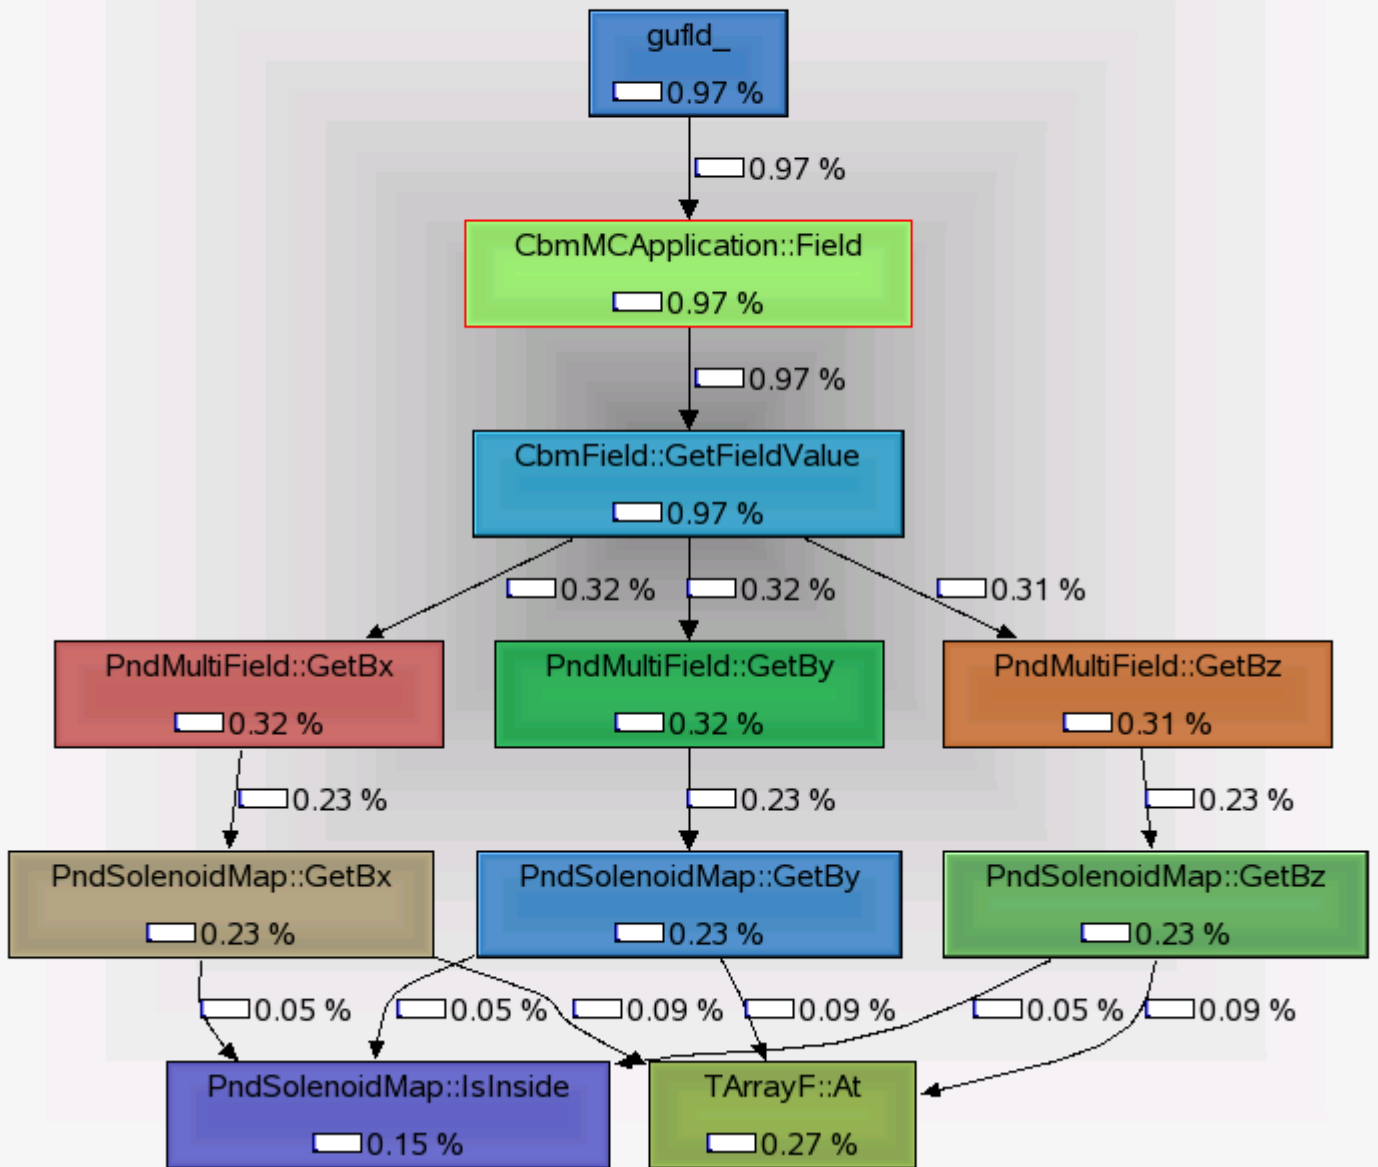 gufld_
0.97 %
0.97 %
CbmMCApplication::Field
0.97 %
0.97 %
CbmField::GetFieldValue
0.97 %
0.32 %
0.32 %
0.31 %
PndMultiField::GetBx
0.32 %
PndMultiField::GetBy
0.32 %
PndMultiField::GetBz
0.31 %
0.23 %
0.23 %
0.23 %
PndSolenoidMap::GetBx
0.23 %
PndSolenoidMap::GetBy
0.23 %
PndSolenoidMap::GetBz
0.23 %
0.05 %
0.05 %
0.09 %
0.09 %
0.05 %
0.09 %
PndSolenoidMap::IsInside
0.15 %
TArrayF::At
0.27 %